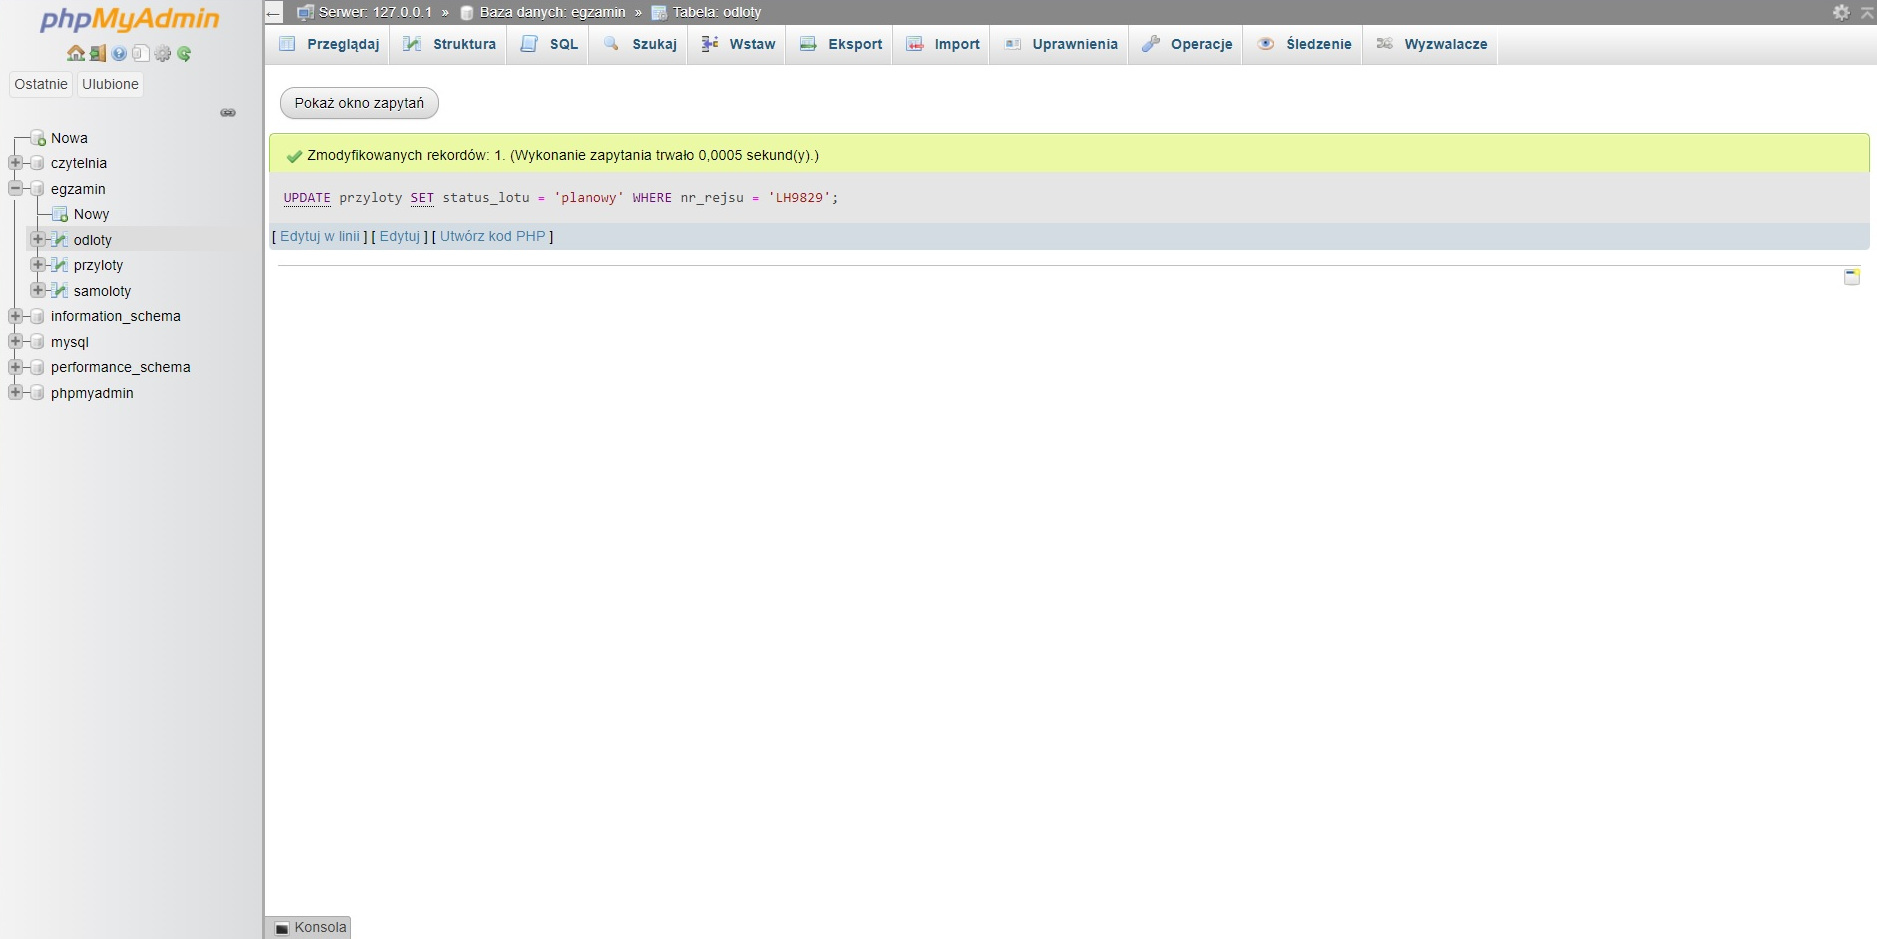 phpMyAdmin
Ostatnie Ulubione
Nowa
czytelnia
egzamin
Nowy
odloty
przyloty
samoloty
information_schema
mysql
performance_schema
phpmyadmin
Serwer: 127.0.0.1 » Baza danych: egzamin » Tabela: odloty
Przeglądaj Struktura SQL Szukaj Wstaw Eksport Import Uprawnienia Operacje Śledzenie Wyzwalacze
Pokaż okno zapytań
Zmodyfikowanych rekordów: 1. (Wykonanie zapytania trwało 0,0005 sekund(y).)
UPDATE przyloty SET status_lotu = 'planowy' WHERE nr_rejsu = 'LH9829';
[ Edytuj w linii ] [ Edytuj ] [ Utwórz kod PHP ]
Konsola